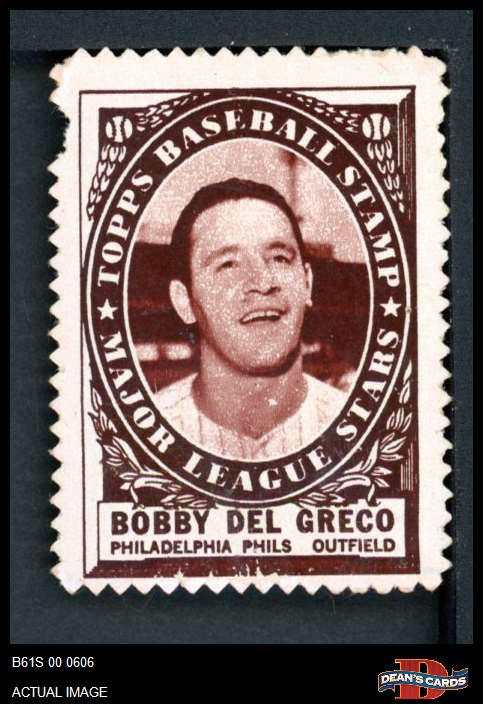 ★ TOPPS BASEBALL STAMP ★
MAJOR LEAGUE STARS
BOBBY DEL GRECO
PHILADELPHIA PHILS OUTFIELD
B61S 00 0606
ACTUAL IMAGE
D
DEAN'S CARDS